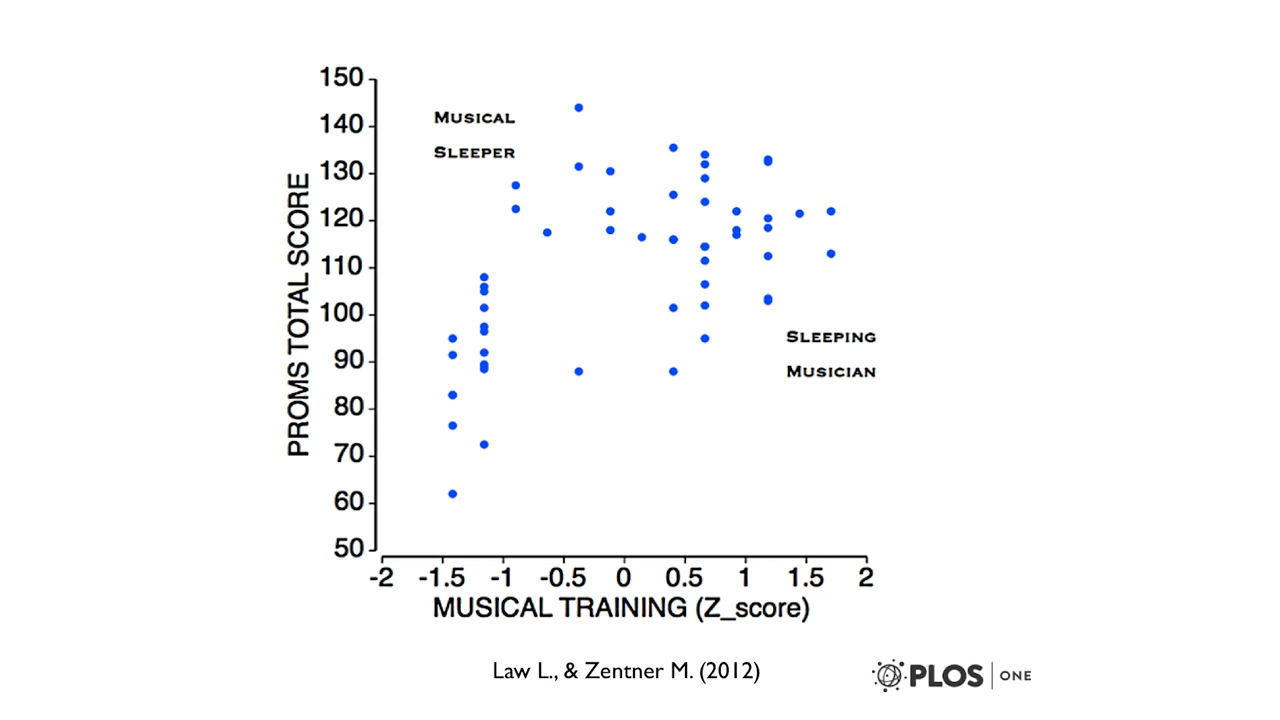 150
140
130
120
110
100
90
80
70
60
50
PROMS TOTAL SCORE
MUSICAL
SLEEPER
SLEEPING
MUSICIAN
-2 -1.5 -1 -0.5 0 0.5 1 1.5 2
MUSICAL TRAINING (Z_score)
Law L., & Zentner M. (2012)
PLOS ONE